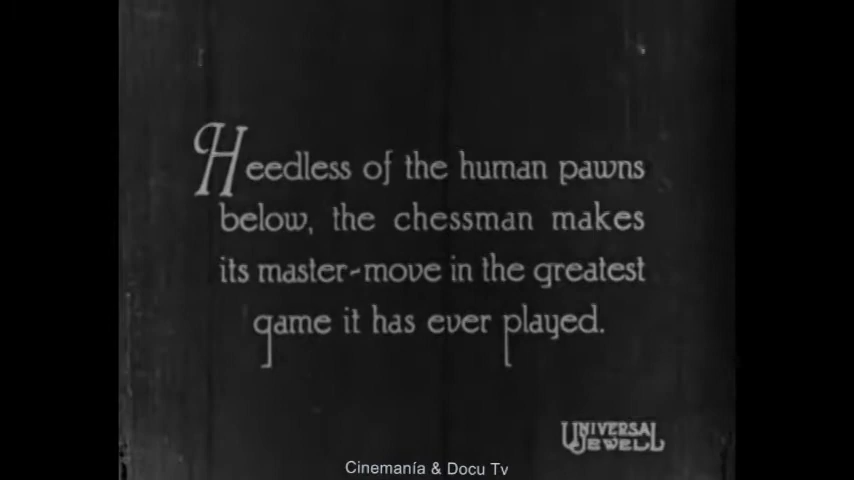 Heedless of the human pawns
below, the chessman makes
its master-move in the greatest
game it has ever played.
UNIVERSAL
JEWELL
Cinemanía & Docu Tv